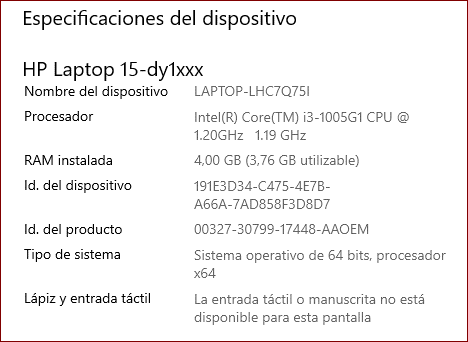 Especificaciones del dispositivo
HP Laptop 15-dy1xxx
Nombre del dispositivo LAPTOP-LHC7Q75I
Procesador Intel(R) Core(TM) i3-1005G1 CPU @
1.20GHz 1.19 GHz
RAM instalada 4,00 GB (3,76 GB utilizable)
Id. del dispositivo 191E3D34-C475-4E7B-
A66A-7AD858F3D8D7
Id. del producto 00327-30799-17448-AAOEM
Tipo de sistema Sistema operativo de 64 bits, procesador
x64
Lápiz y entrada táctil La entrada táctil o manuscrita no está
disponible para esta pantalla